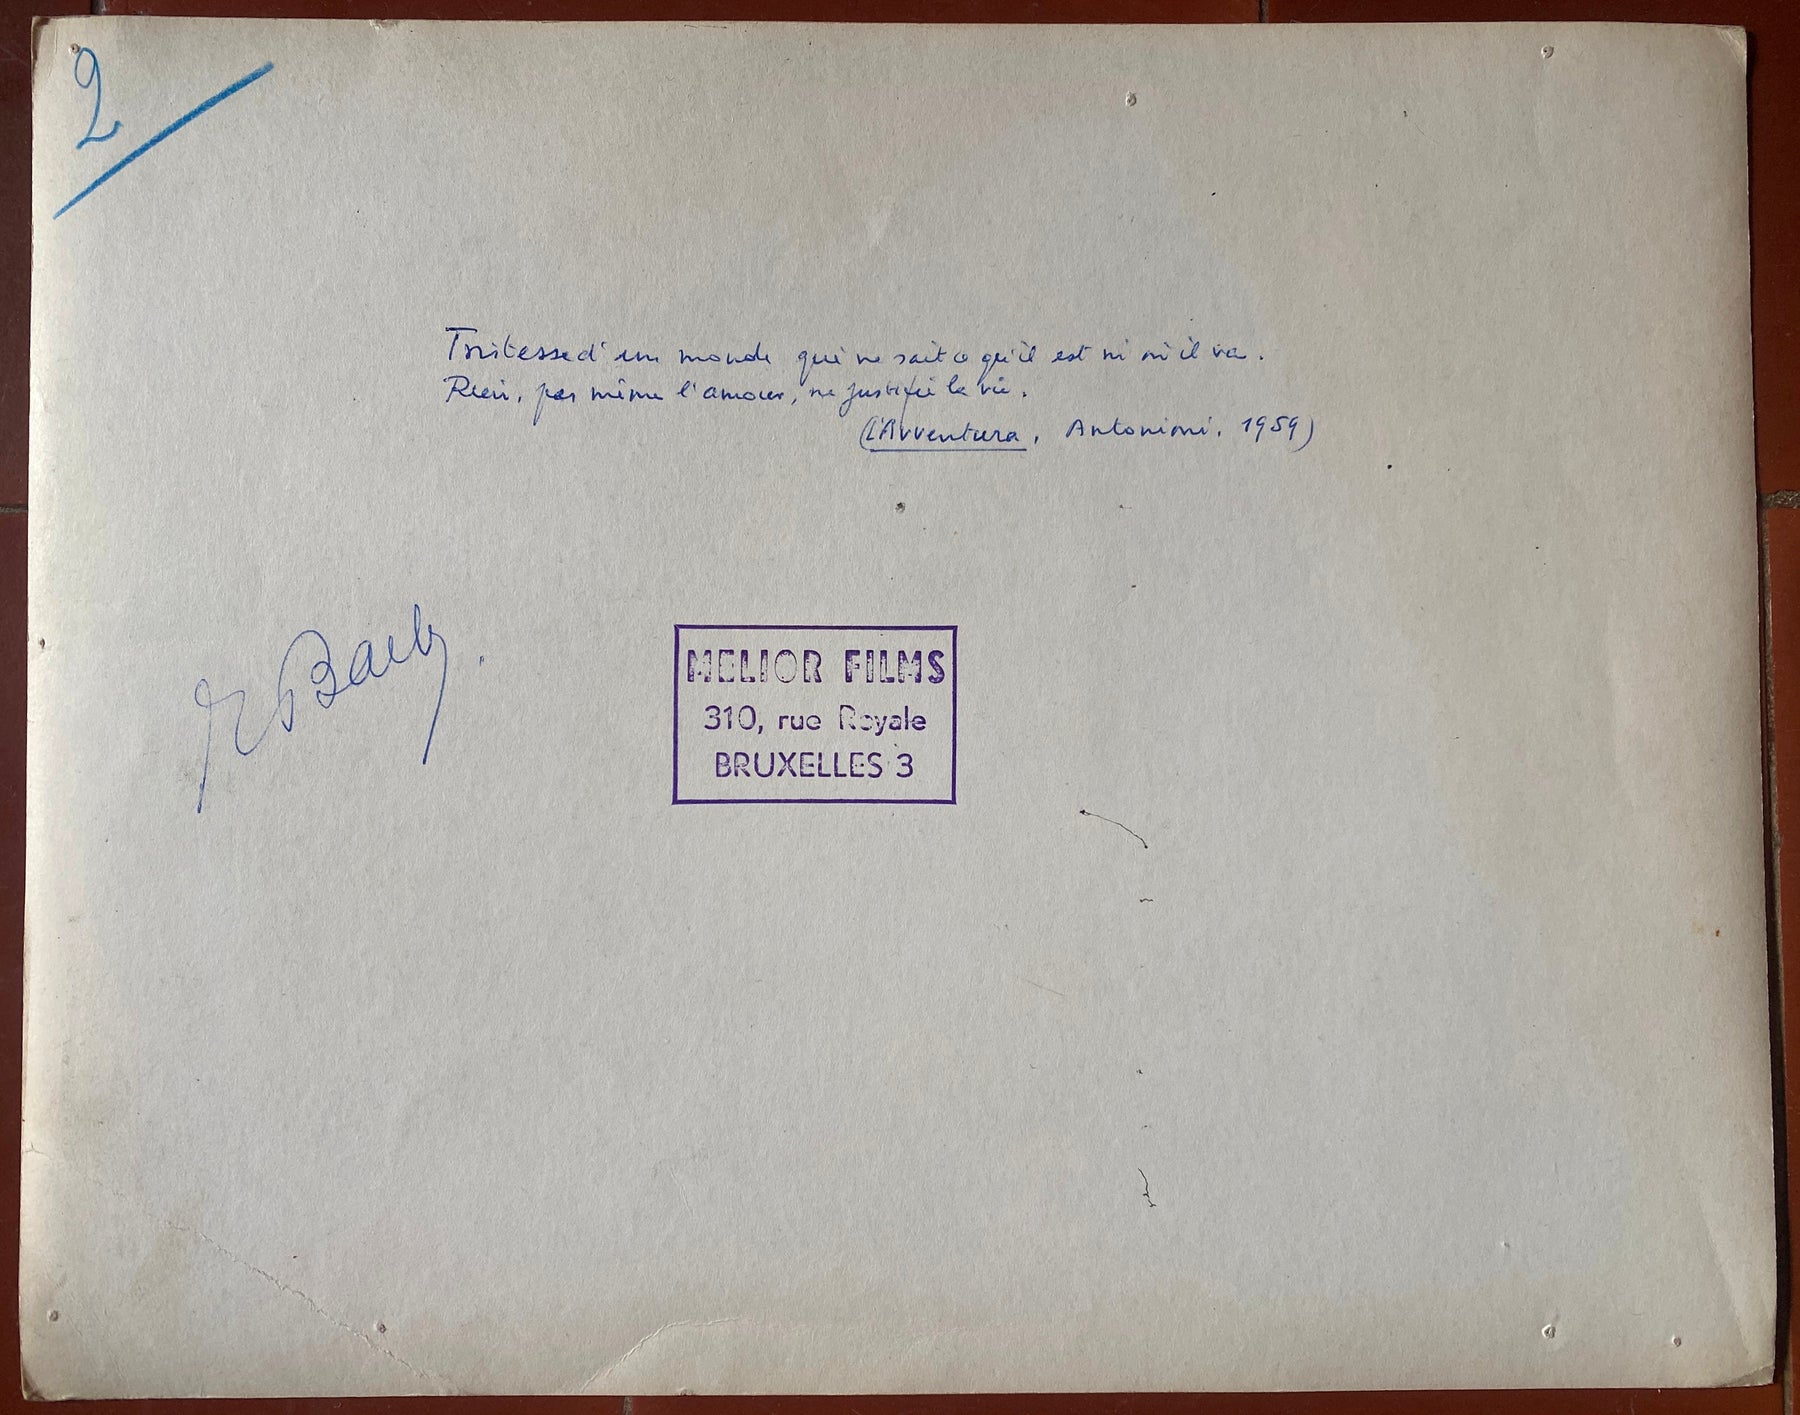 2
Tristesse d'un monde qui ne sait ce qu'il est ni où il va.
Rien, pas même l'amour, ne justifie la vie.
(L'Avventura, Antonioni, 1959)
MELIOR FILMS
310, rue Royale
BRUXELLES 3